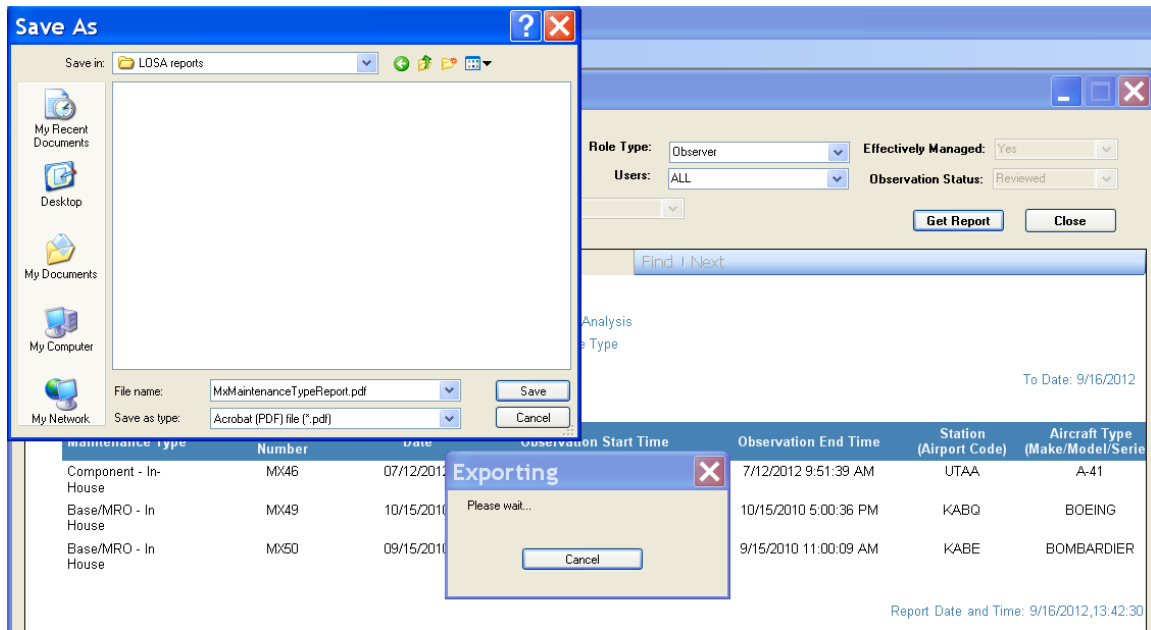 Save As
Save in:
LOSA reports
My Recent
Documents
Desktop
My Documents
My Computer
My Network
File name:
MxMaintenanceTypeReport.pdf
Save
Save as type:
Acrobat (PDF) file (*.pdf)
Cancel
Role Type:
Observer
Effectively Managed:
Yes
Users:
ALL
Observation Status:
Reviewed
Get Report
Close
Find | Next
Analysis
e Type
To Date: 9/16/2012
Maintenance Type
Number
Date
Observation Start Time
Observation End Time
Station
(Airport Code)
Aircraft Type
(Make/Model/Serie
Component - In-
House
MX46
07/12/2012
7/12/2012 9:51:39 AM
UTAA
A-41
Base/MRO - In
House
MX49
10/15/2010
10/15/2010 5:00:36 PM
KABQ
BOEING
Base/MRO - In
House
MX50
09/15/2010
9/15/2010 11:00:09 AM
KABE
BOMBARDIER
Exporting
Please wait...
Cancel
Report Date and Time: 9/16/2012,13:42:30